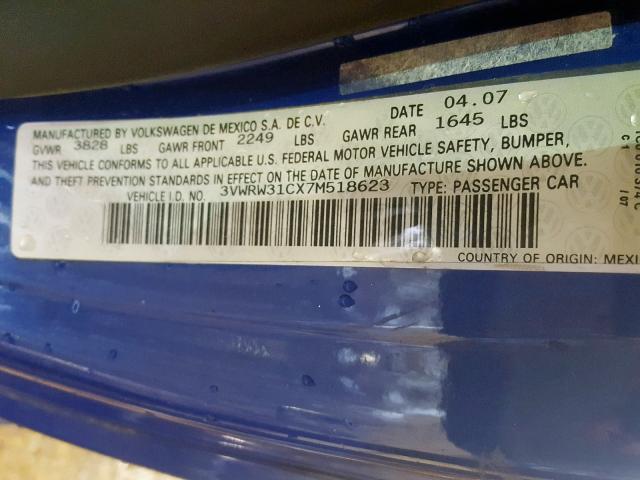 MANUFACTURED BY VOLKSWAGEN DE MEXICO S.A. DE C.V. DATE 04.07
GVWR 3828 LBS GAWR FRONT 2249 LBS GAWR REAR 1645 LBS
THIS VEHICLE CONFORMS TO ALL APPLICABLE U.S. FEDERAL MOTOR VEHICLE SAFETY, BUMPER,
AND THEFT PREVENTION STANDARDS IN EFFECT ON THE DATE OF MANUFACTURE SHOWN ABOVE.
VEHICLE I.D. NO. 3VWRW31CX7M518623 TYPE: PASSENGER CAR
COUNTRY OF ORIGIN: MEXI